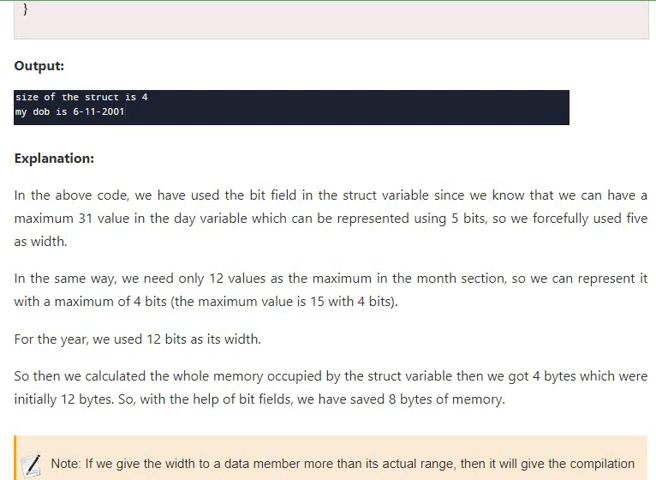 }
Output:
size of the struct is 4
my dob is 6-11-2001
Explanation:
In the above code, we have used the bit field in the struct variable since we know that we can have a
maximum 31 value in the day variable which can be represented using 5 bits, so we forcefully used five
as width.
In the same way, we need only 12 values as the maximum in the month section, so we can represent it
with a maximum of 4 bits (the maximum value is 15 with 4 bits).
For the year, we used 12 bits as its width.
So then we calculated the whole memory occupied by the struct variable then we got 4 bytes which were
initially 12 bytes. So, with the help of bit fields, we have saved 8 bytes of memory.
Note: If we give the width to a data member more than its actual range, then it will give the compilation